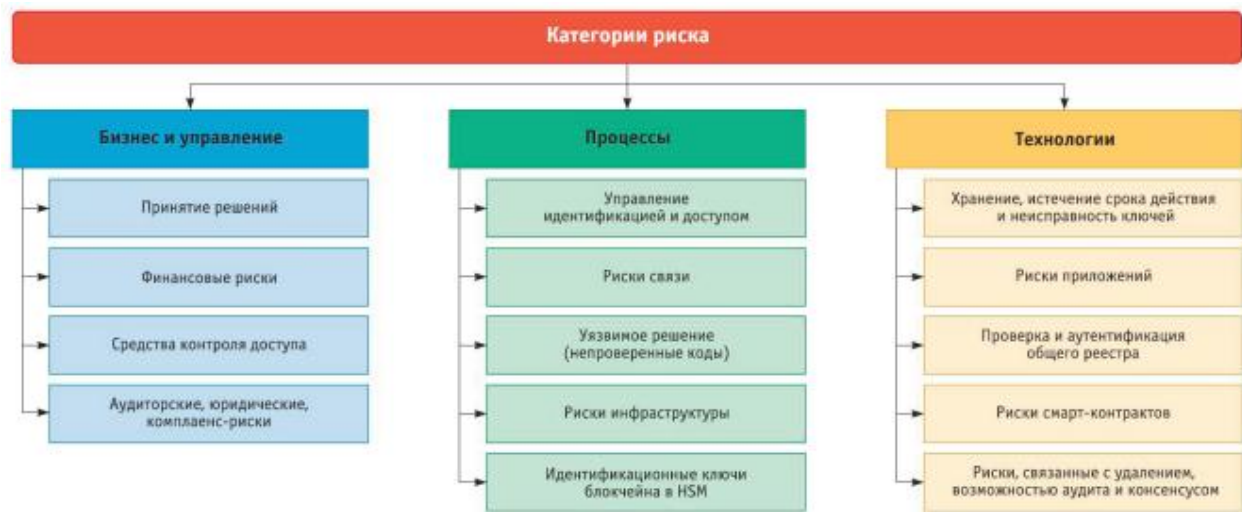 Категории риска
Бизнес и управление
Принятие решений
Финансовые риски
Средства контроля доступа
Аудиторские, юридические,
комплаенс-риски
Процессы
Управление
идентификацией и доступом
Риски связи
Уязвимое решение
(непроверенные коды)
Риски инфраструктуры
Идентификационные ключи
блокчейна в HSM
Технологии
Хранение, истечение срока действия
и неисправность ключей
Риски приложений
Проверка и аутентификация
общего реестра
Риски смарт-контрактов
Риски, связанные с удалением,
возможностью аудита и консенсусом